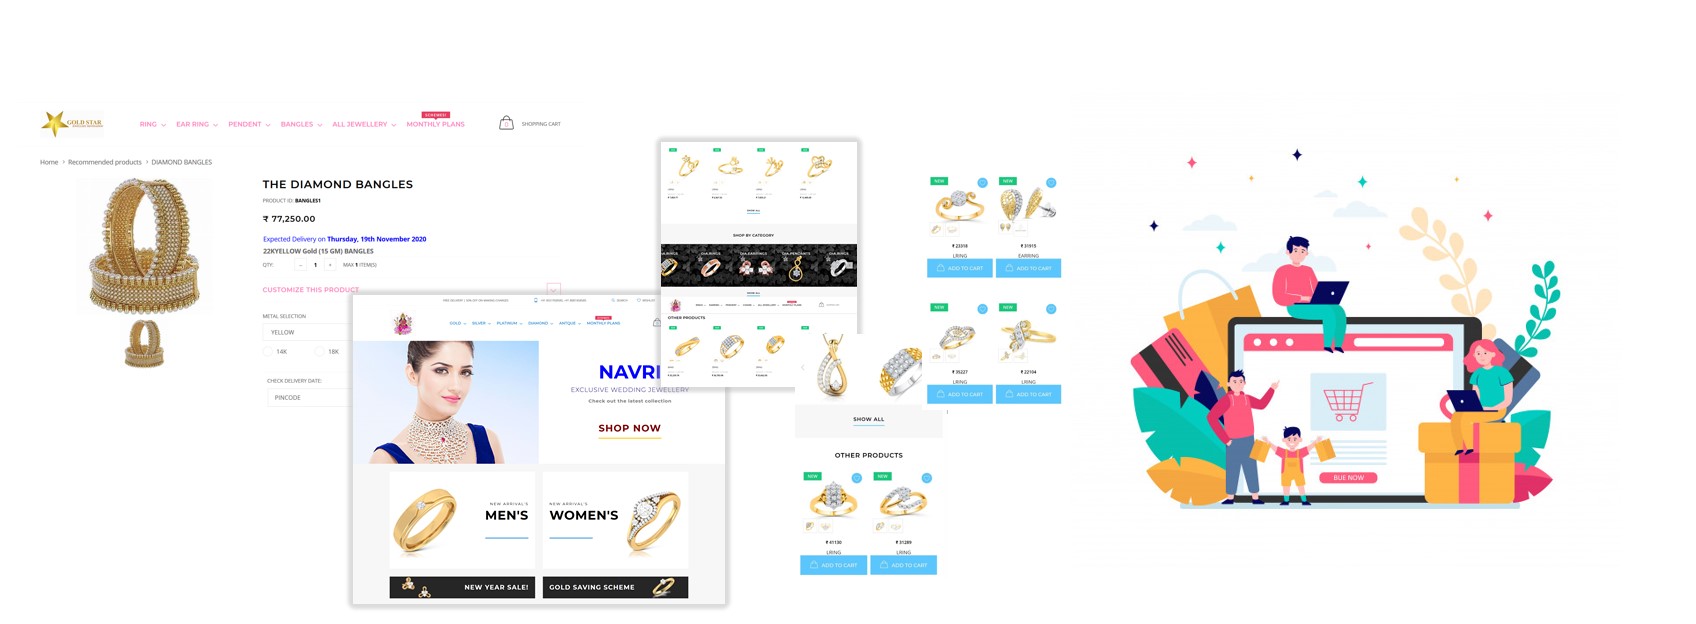 GOLD STAR
RING
EAR RING
PENDENT
BANGLES
ALL JEWELLERY
MONTHLY PLANS
0
SHOPPING CART
Home > Recommended products > DIAMOND BANGLES
THE DIAMOND BANGLES
PRODUCT ID: BANGLES1
₹ 77,250.00
Expected Delivery on Thursday, 19th November 2020
22KYELLOW Gold (15 GM) BANGLES
QTY: − 1 + MAX 1 ITEM(S)
CUSTOMIZE THIS PRODUCT
METAL SELECTION
YELLOW
14K
18K
CHECK DELIVERY DATE:
PINCODE
GOLD
SILVER
PLATINUM
DIAMOND
ANTIQUE
MONTHLY PLANS
NAVRI
EXCLUSIVE WEDDING JEWELLERY
Check out the latest collection
SHOP NOW
NEW ARRIVAL'S
MEN'S
NEW ARRIVAL'S
WOMEN'S
NEW YEAR SALE!
GOLD SAVING SCHEME
SHOW ALL
SHOP BY CATEGORY
SHOW ALL
OTHER PRODUCTS
SHOW ALL
OTHER PRODUCTS
NEW
NEW
₹ 41130
₹ 31289
LRING
LRING
ADD TO CART
ADD TO CART
NEW
NEW
₹ 23318
₹ 31915
LRING
EARRING
ADD TO CART
ADD TO CART
NEW
NEW
₹ 35227
₹ 22104
LRING
LRING
ADD TO CART
ADD TO CART
BUE NOW